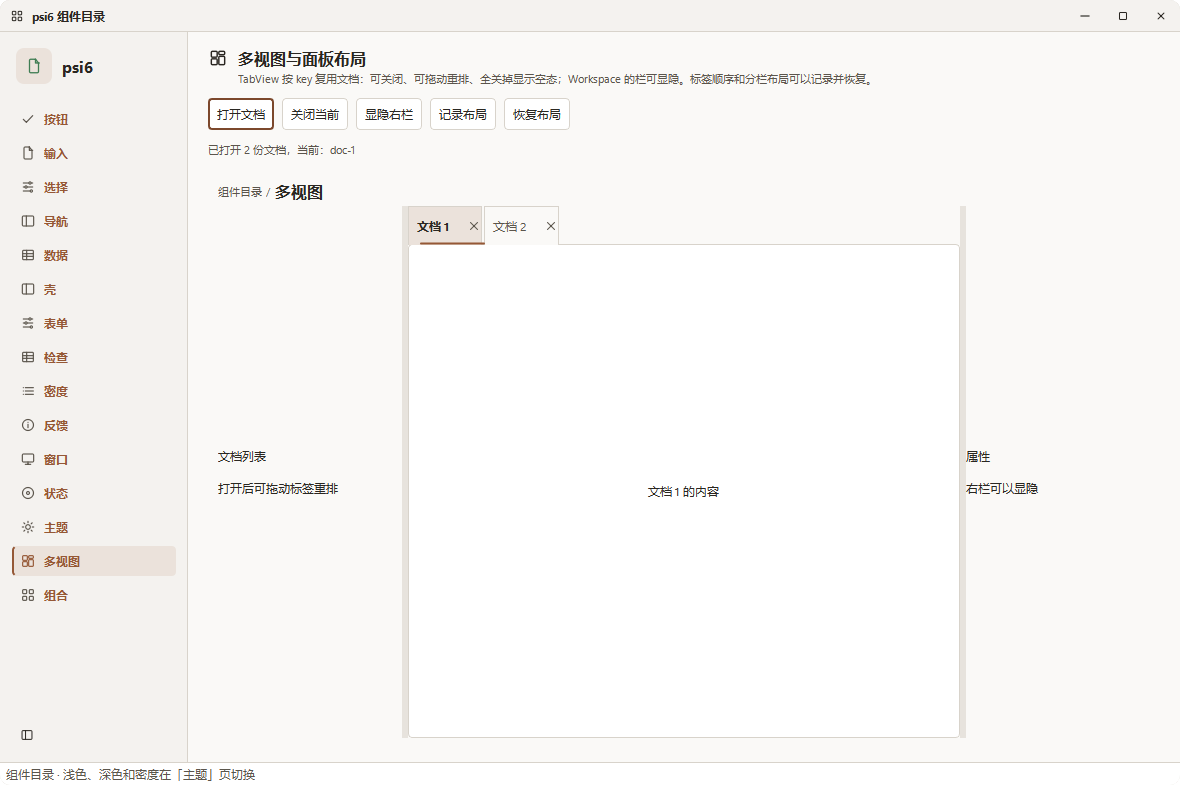 psi6 组件目录
psi6
按钮
输入
选择
导航
数据
壳
表单
检查
密度
反馈
窗口
状态
主题
多视图
组合
多视图与面板布局
TabView 按 key 复用文档：可关闭、可拖动重排、全关掉显示空态；Workspace 的栏可显隐。标签顺序和分栏布局可以记录并恢复。
打开文档 关闭当前 显隐右栏 记录布局 恢复布局
已打开 2 份文档，当前：doc-1
组件目录 / 多视图
文档 1 文档 2
文档列表
打开后可拖动标签重排
文档 1 的内容
属性
右栏可以显隐
组件目录 · 浅色、深色和密度在「主题」页切换